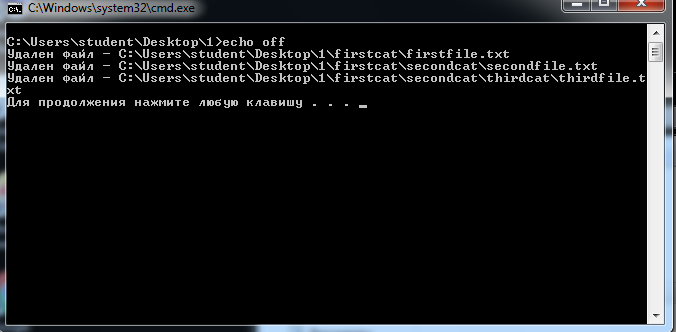 C:\Windows\system32\cmd.exe
C:\Users\student\Desktop\1>echo off
Удален файл - C:\Users\student\Desktop\1\firstcat\firstfile.txt
Удален файл - C:\Users\student\Desktop\1\firstcat\secondcat\secondfile.txt
Удален файл - C:\Users\student\Desktop\1\firstcat\secondcat\thirdcat\thirdfile.t
xt
Для продолжения нажмите любую клавишу . . .